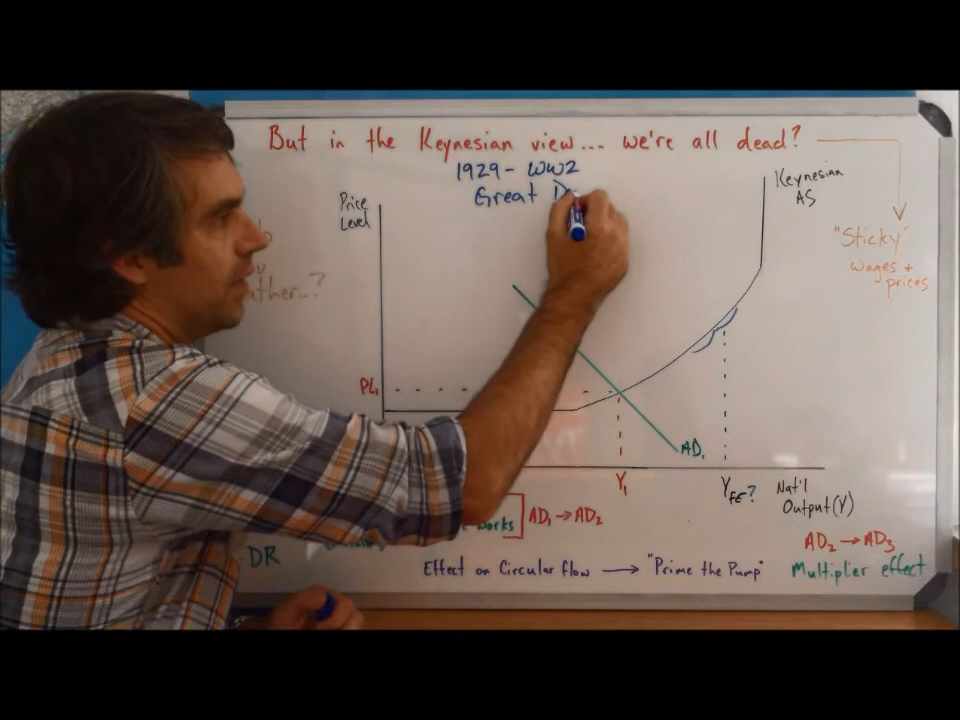 But in the Keynesian view... we're all dead?
1929 - WW2
Great D
Price
Level
Keynesian
AS
"Sticky"
wages +
prices
PL₁
AD₁
Y₁
Y_FE?
Nat'l
Output (Y)
AD₁ → AD₂
DR
AD₂ → AD₃
Effect on Circular flow → "Prime the Pump"
Multiplier effect